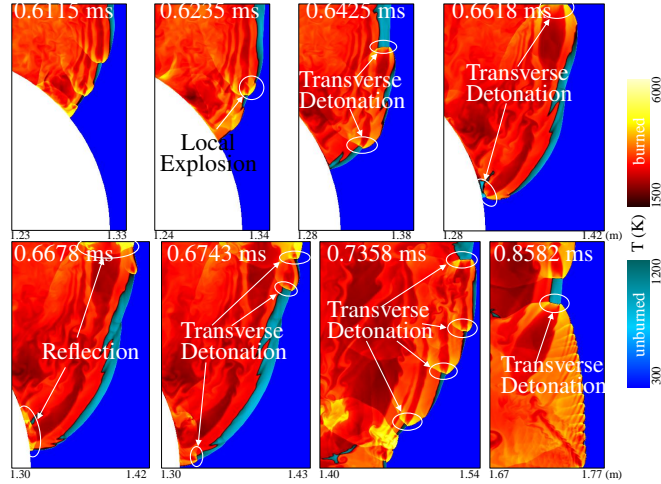 0.6115 ms
0.6235 ms
0.6425 ms
0.6618 ms
Local
Explosion
Transverse
Detonation
Transverse
Detonation
1.23 1.33
1.24 1.34
1.28 1.38
1.28 1.42 (m)
0.6678 ms
0.6743 ms
0.7358 ms
0.8582 ms
Reflection
Transverse
Detonation
Transverse
Detonation
Transverse
Detonation
1.30 1.42
1.30 1.43
1.40 1.54
1.67 1.77 (m)
6000
burned
1500
T (K)
1200
unburned
300